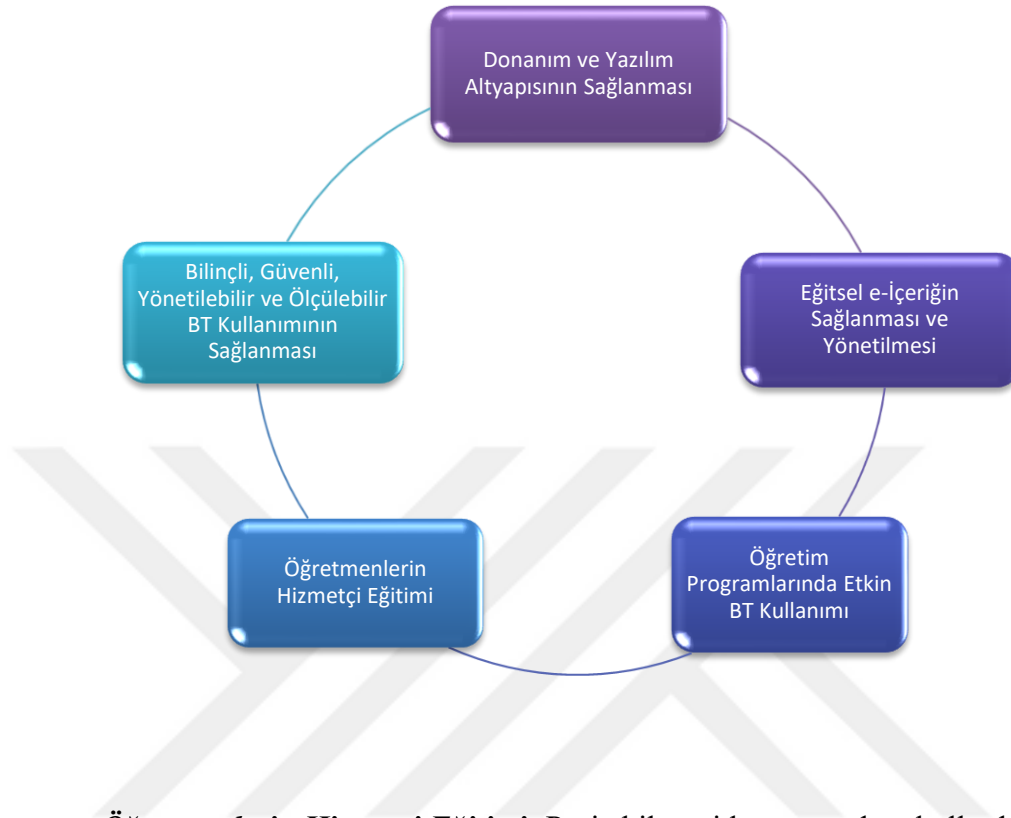 Donanım ve Yazılım
Altyapısının Sağlanması
Eğitsel e-İçeriğin
Sağlanması ve
Yönetilmesi
Öğretim
Programlarında Etkin
BT Kullanımı
Öğretmenlerin
Hizmetçi Eğitimi
Bilinçli, Güvenli,
Yönetilebilir ve Ölçülebilir
BT Kullanımının
Sağlanması